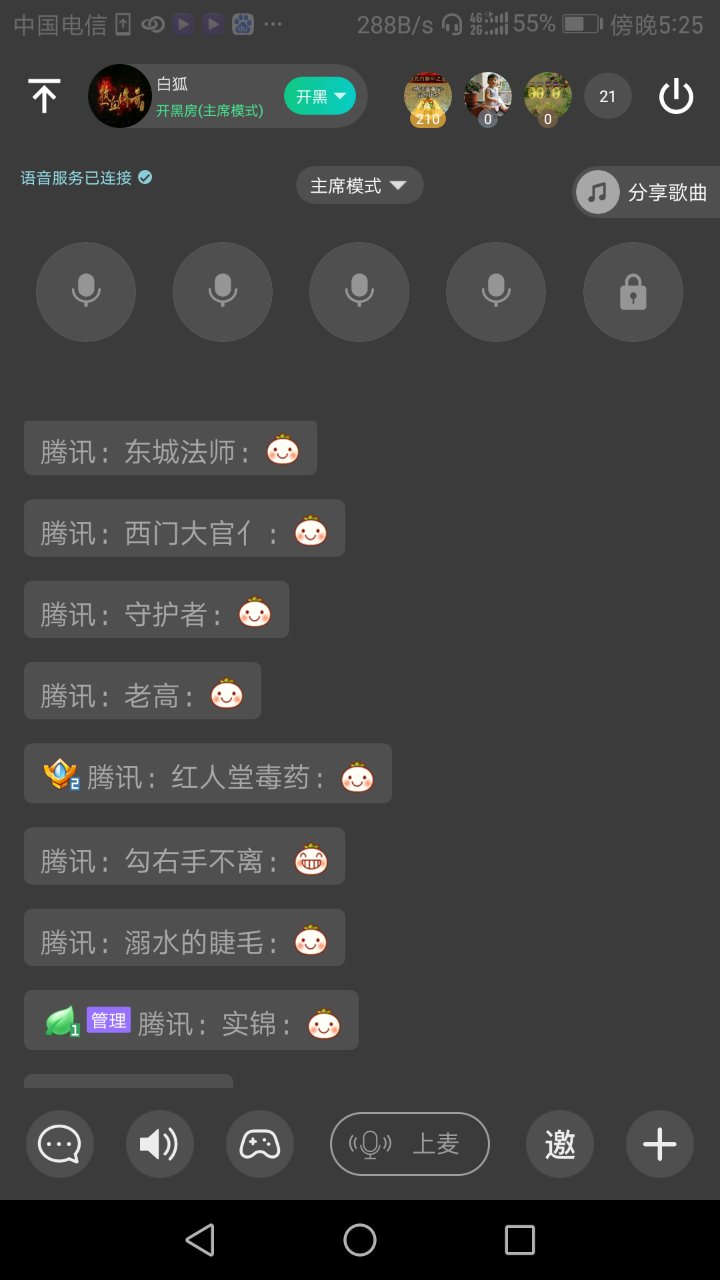 中国电信 288B/s 4G 2G 55% 傍晚5:25
白狐
开黑房(主席模式)
开黑
210
0
0
21
语音服务已连接
主席模式
分享歌曲
腾讯：东城法师：
腾讯：西门大官亻：
腾讯：守护者：
腾讯：老高：
2 腾讯：红人堂毒药：
腾讯：勾右手不离：
腾讯：溺水的睫毛：
1 管理 腾讯：实锦：
上麦
邀